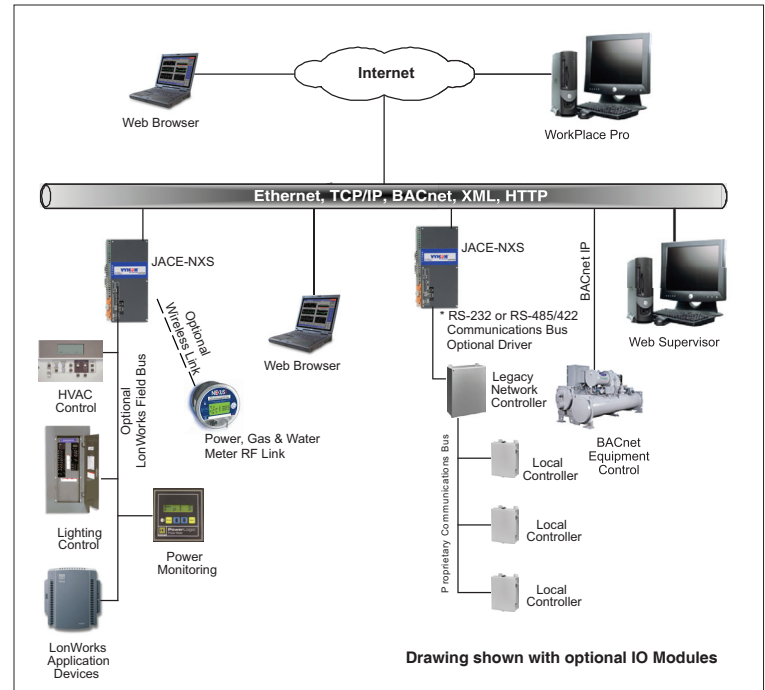 Internet
Web Browser
WorkPlace Pro
Ethernet, TCP/IP, BACnet, XML, HTTP
JACE-NXS
Optional
Wireless Link
HVAC
Control
Optional
LonWorks Field Bus
Power, Gas & Water
Meter RF Link
Lighting
Control
Power
Monitoring
LonWorks
Application
Devices
Web Browser
JACE-NXS
* RS-232 or RS-485/422
Communications Bus
Optional Driver
Legacy
Network
Controller
Proprietary Communications Bus
Local
Controller
Local
Controller
Local
Controller
BACnet IP
BACnet
Equipment
Control
Web Supervisor
Drawing shown with optional IO Modules